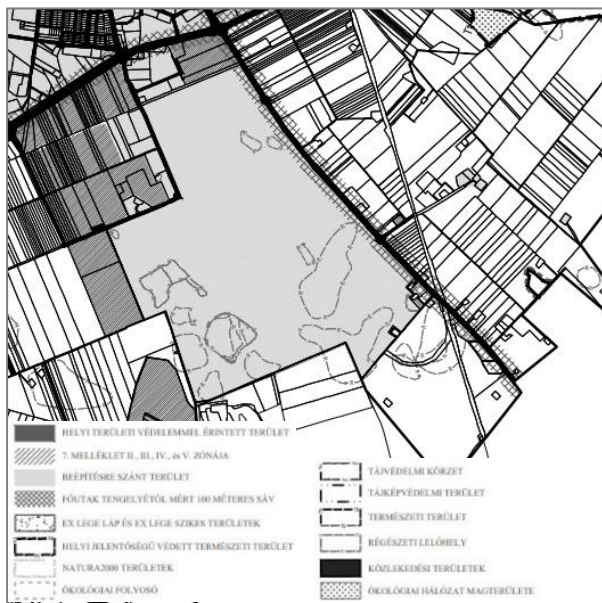 HELYI TERÜLETI VÉDELEMMEL ÉRINTETT TERÜLET
7. MELLÉKLET II., III., IV., és V. ZÓNÁJA
BEÉPÍTÉSRE SZÁNT TERÜLET
FŐUTAK TENGELYÉTŐL MÉRT 100 MÉTERES SÁV
EX LEGE LÁP ÉS EX LEGE SZIKES TERÜLETEK
HELYI JELENTŐSÉGŰ VÉDETT TERMÉSZETI TERÜLET
NATURA2000 TERÜLETEK
ÖKOLÓGIAI FOLYOSÓ
TÁJVÉDELMI KÖRZET
TÁJKÉPVÉDELMI TERÜLET
TERMÉSZETI TERÜLET
RÉGÉSZETI LELŐHELY
KÖZLEKEDÉSI TERÜLETEK
ÖKOLÓGIAI HÁLÓZAT MAGTERÜLETE